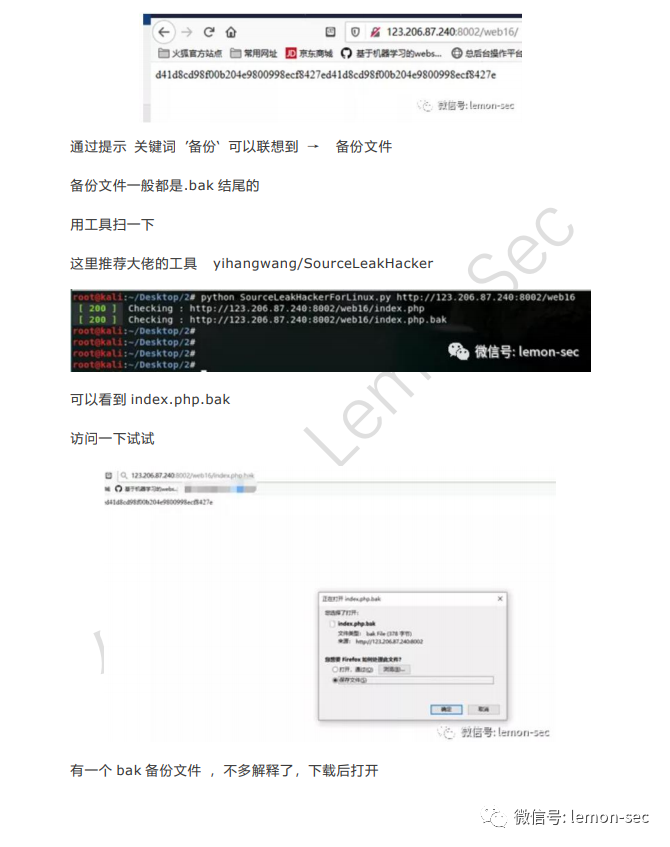 123.206.87.240:8002/web16/
火狐官方站点 常用网址 京东商城 基于机器学习的webs... 总后台操作平台
d41d8cd98f00b204e9800998ecf8427ed41d8cd98f00b204e9800998ecf8427e
微信号: lemon-sec
通过提示 关键词 ‘备份‘ 可以联想到 → 备份文件
备份文件一般都是.bak 结尾的
用工具扫一下
这里推荐大佬的工具 yihangwang/SourceLeakHacker
root@kali:~/Desktop/2# python SourceLeakHackerForLinux.py http://123.206.87.240:8002/web16
[ 200 ] Checking : http://123.206.87.240:8002/web16/index.php
[ 200 ] Checking : http://123.206.87.240:8002/web16/index.php.bak
root@kali:~/Desktop/2#
root@kali:~/Desktop/2#
root@kali:~/Desktop/2#
root@kali:~/Desktop/2#
微信号: lemon-sec
Lemon-Sec
可以看到 index.php.bak
访问一下试试
123.206.87.240:8002/web16/index.php.bak
城 基于机器学习的webs...
d41d8cd98f00b204e9800998ecf8427e
正在打开 index.php.bak
您选择了打开:
index.php.bak
文件类型: bak File (378 字节)
来源: http://123.206.87.240:8002
您想要 Firefox 如何处理此文件?
打开，通过(O) 浏览(B)...
保存文件(S)
确定 取消
微信号: lemon-sec
有一个 bak 备份文件 ，不多解释了，下载后打开
微信号: lemon-sec